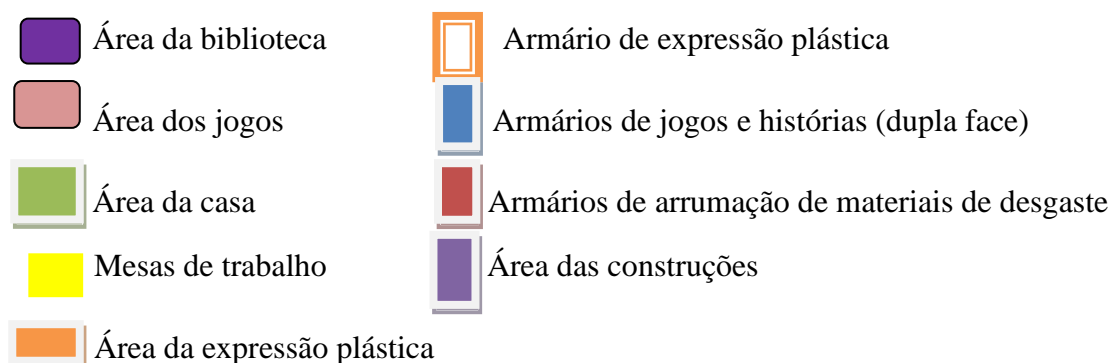 Área da biblioteca
Armário de expressão plástica
Área dos jogos
Armários de jogos e histórias (dupla face)
Área da casa
Armários de arrumação de materiais de desgaste
Mesas de trabalho
Área das construções
Área da expressão plástica